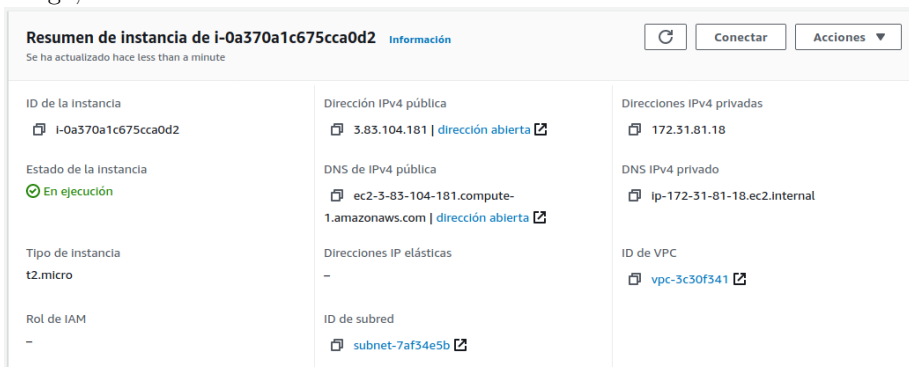 Resumen de instancia de i-0a370a1c675cca0d2 Información
Se ha actualizado hace less than a minute
Conectar
Acciones ▼
ID de la instancia
i-0a370a1c675cca0d2
Dirección IPv4 pública
3.83.104.181 | dirección abierta
Direcciones IPv4 privadas
172.31.81.18
Estado de la instancia
En ejecución
DNS de IPv4 pública
ec2-3-83-104-181.compute-
1.amazonaws.com | dirección abierta
DNS IPv4 privado
ip-172-31-81-18.ec2.internal
Tipo de instancia
t2.micro
Direcciones IP elásticas
–
ID de VPC
vpc-3c30f341
Rol de IAM
–
ID de subred
subnet-7af34e5b